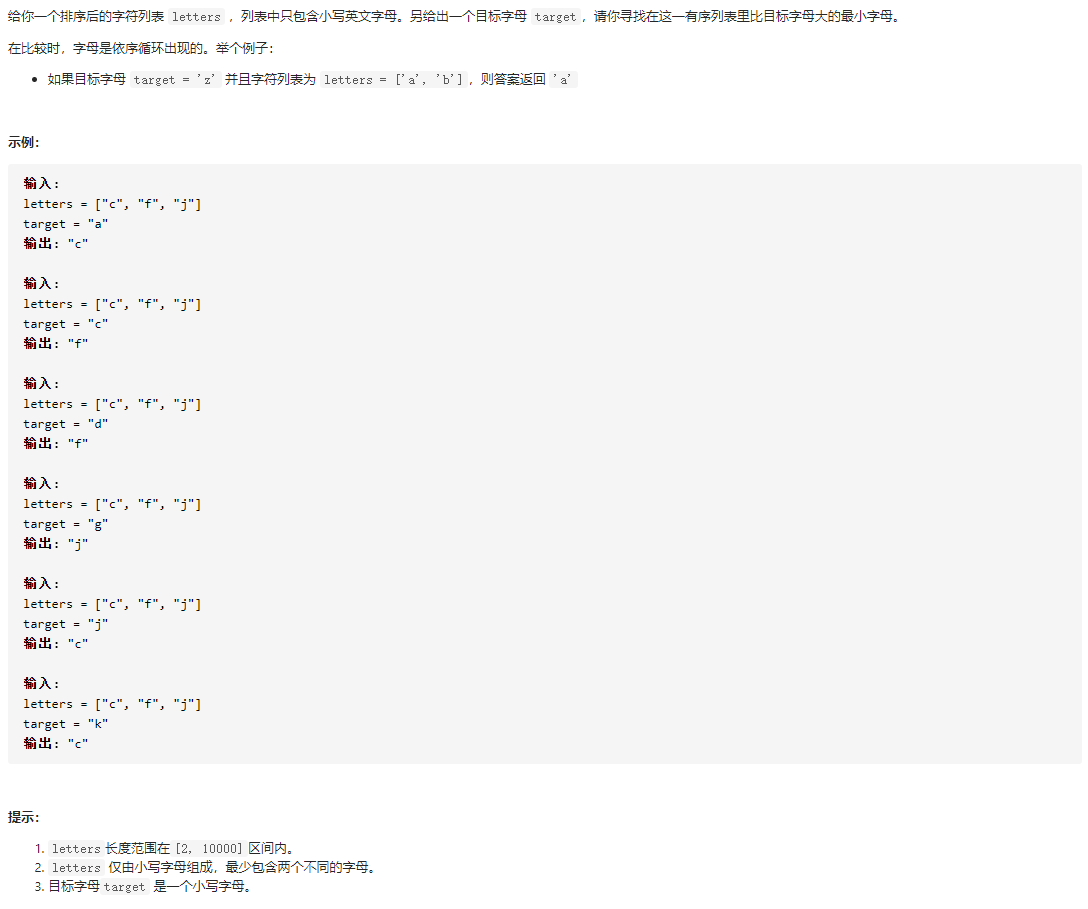 给你一个排序后的字符列表 letters ，列表中只包含小写英文字母。另给出一个目标字母 target，请你寻找在这一有序列表里比目标字母大的最小字母。
在比较时，字母是依序循环出现的。举个例子：
• 如果目标字母 target = 'z' 并且字符列表为 letters = ['a', 'b']，则答案返回 'a'
示例：
输入:
letters = ["c", "f", "j"]
target = "a"
输出: "c"
输入:
letters = ["c", "f", "j"]
target = "c"
输出: "f"
输入:
letters = ["c", "f", "j"]
target = "d"
输出: "f"
输入:
letters = ["c", "f", "j"]
target = "g"
输出: "j"
输入:
letters = ["c", "f", "j"]
target = "j"
输出: "c"
输入:
letters = ["c", "f", "j"]
target = "k"
输出: "c"
提示：
1. letters 长度范围在 [2, 10000] 区间内。
2. letters 仅由小写字母组成，最少包含两个不同的字母。
3. 目标字母 target 是一个小写字母。